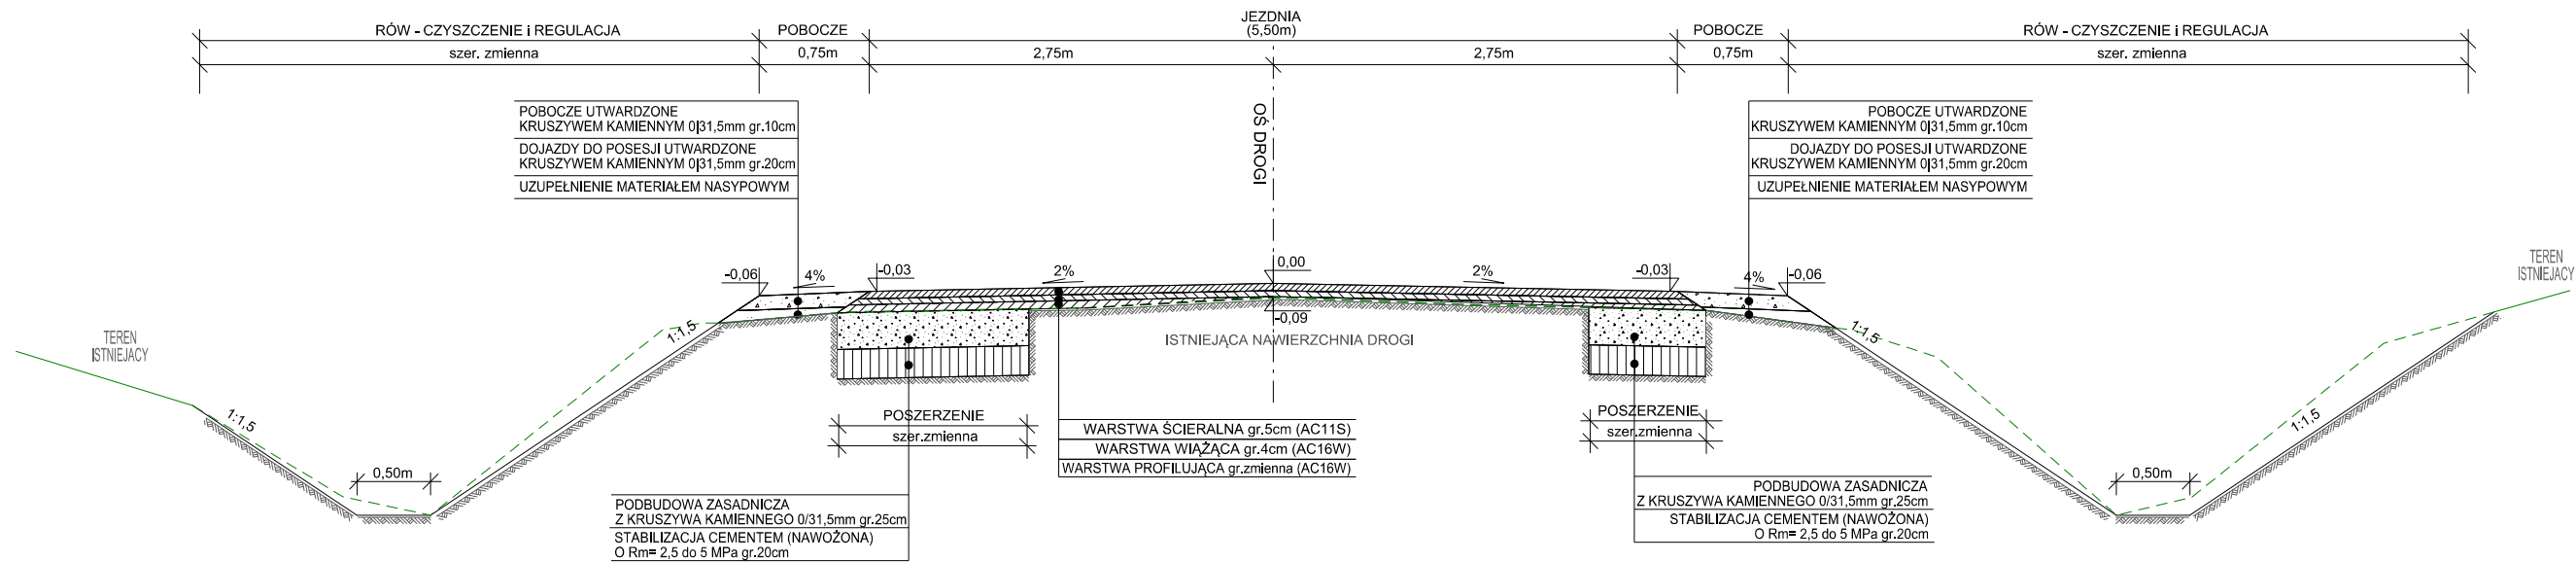 RÓW - CZYSZCZENIE i REGULACJA
szer. zmienna
POBOCZE
0,75m
JEZDNIA
(5,50m)
2,75m
2,75m
POBOCZE
0,75m
RÓW - CZYSZCZENIE i REGULACJA
szer. zmienna
POBOCZE UTWARDZONE
KRUSZYWEM KAMIENNYM 0|31,5mm gr.10cm
DOJAZDY DO POSESJI UTWARDZONE
KRUSZYWEM KAMIENNYM 0|31,5mm gr.20cm
UZUPEŁNIENIE MATERIAŁEM NASYPOWYM
OŚ DROGI
POBOCZE UTWARDZONE
KRUSZYWEM KAMIENNYM 0|31,5mm gr.10cm
DOJAZDY DO POSESJI UTWARDZONE
KRUSZYWEM KAMIENNYM 0|31,5mm gr.20cm
UZUPEŁNIENIE MATERIAŁEM NASYPOWYM
-0,06
4%
-0,03
2%
0,00
2%
-0,03
4%
-0,06
TEREN
ISTNIEJACY
TEREN
ISTNIEJACY
-0,09
ISTNIEJĄCA NAWIERZCHNIA DROGI
1:1,5
1:1,5
1:1,5
1:1,5
0,50m
0,50m
POSZERZENIE
szer.zmienna
POSZERZENIE
szer.zmienna
WARSTWA ŚCIERALNA gr.5cm (AC11S)
WARSTWA WIĄŻĄCA gr.4cm (AC16W)
WARSTWA PROFILUJĄCA gr.zmienna (AC16W)
PODBUDOWA ZASADNICZA
Z KRUSZYWA KAMIENNEGO 0/31,5mm gr.25cm
STABILIZACJA CEMENTEM (NAWOŻONA)
O Rm= 2,5 do 5 MPa gr.20cm
PODBUDOWA ZASADNICZA
Z KRUSZYWA KAMIENNEGO 0/31,5mm gr.25cm
STABILIZACJA CEMENTEM (NAWOŻONA)
O Rm= 2,5 do 5 MPa gr.20cm